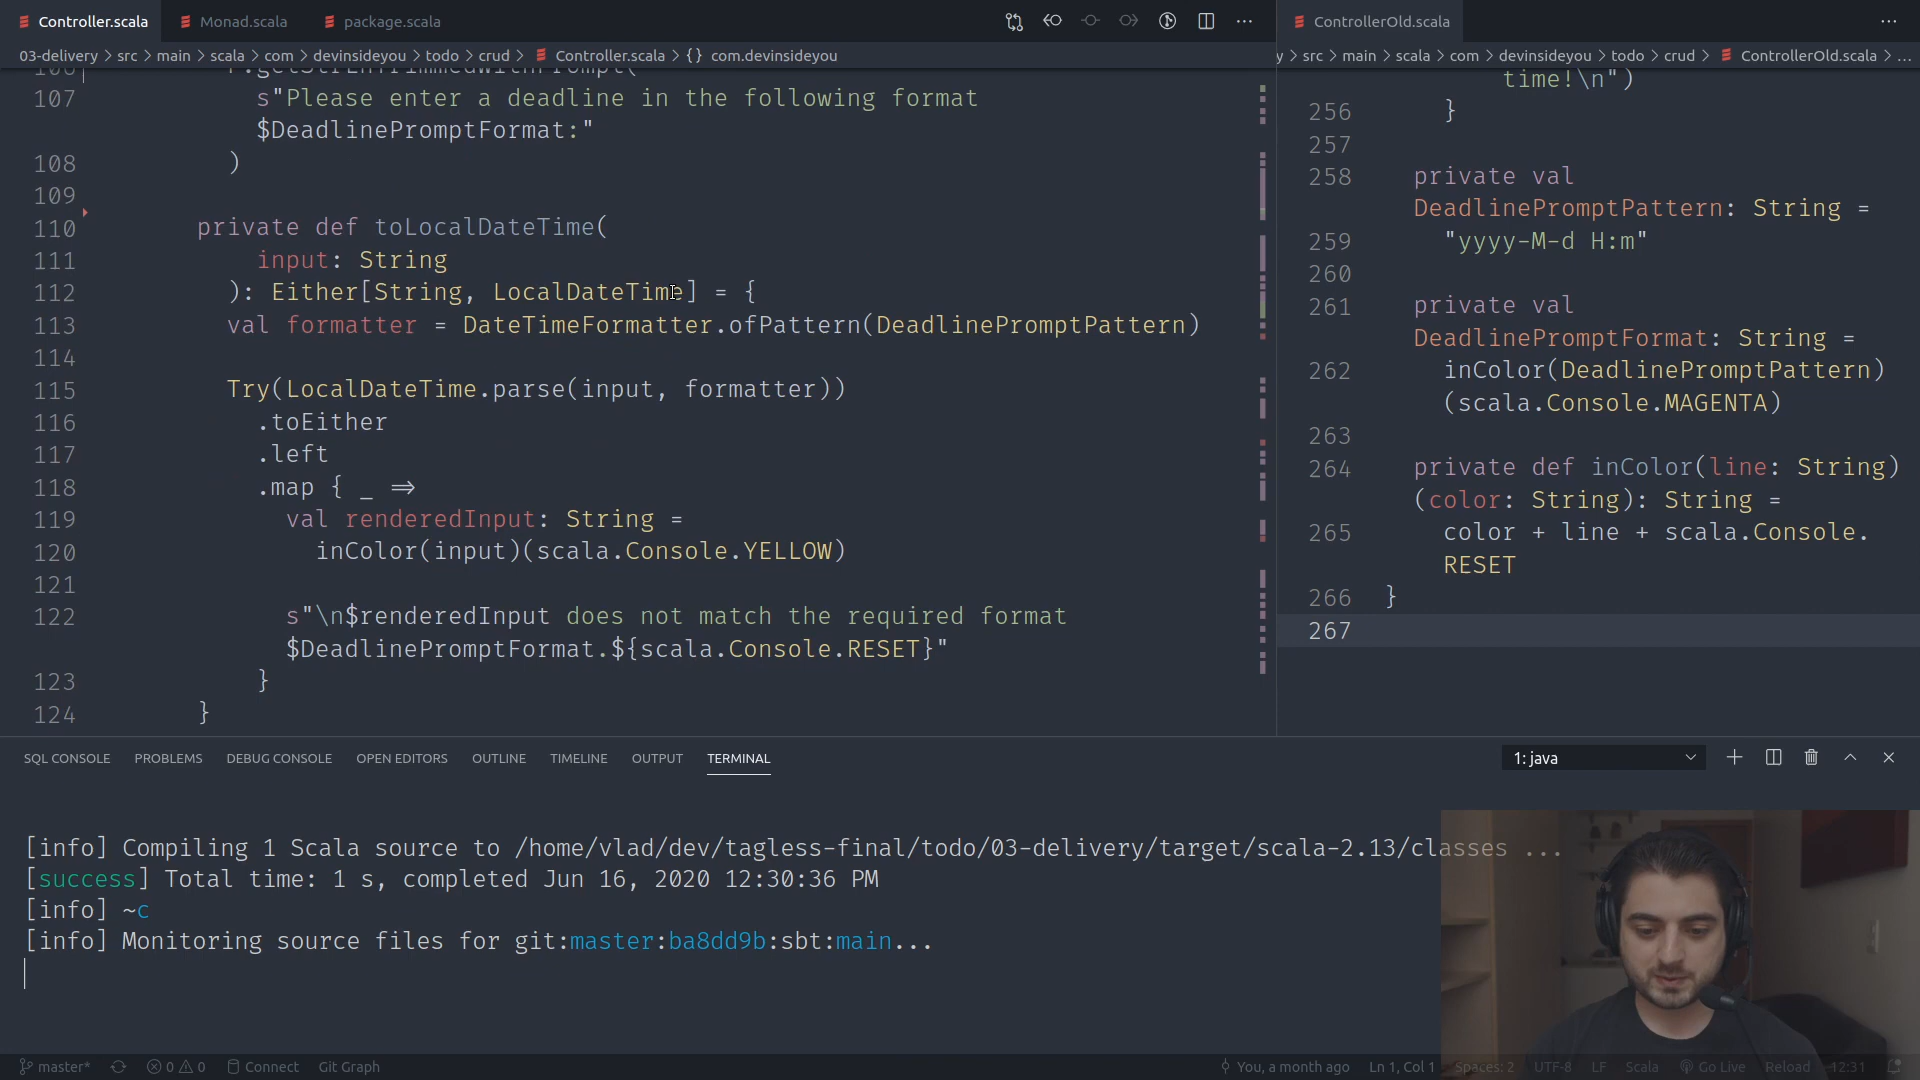 Controller.scala
Monad.scala
package.scala
03-delivery > src > main > scala > com > devinsideyou > todo > crud > Controller.scala > {} com.devinsideyou
107 s"Please enter a deadline in the following format
$DeadlinePromptFormat:"
108 )
109
110 private def toLocalDateTime(
111 input: String
112 ): Either[String, LocalDateTime] = {
113 val formatter = DateTimeFormatter.ofPattern(DeadlinePromptPattern)
114
115 Try(LocalDateTime.parse(input, formatter))
116 .toEither
117 .left
118 .map { _ ⇒
119 val renderedInput: String =
120 inColor(input)(scala.Console.YELLOW)
121
122 s"\n$renderedInput does not match the required format
$DeadlinePromptFormat.${scala.Console.RESET}"
123 }
124 }
ControllerOld.scala
> src > main > scala > com > devinsideyou > todo > crud > ControllerOld.scala > ...
time!\n")
256 }
257
258 private val
DeadlinePromptPattern: String =
259 "yyyy-M-d H:m"
260
261 private val
DeadlinePromptFormat: String =
262 inColor(DeadlinePromptPattern)
(scala.Console.MAGENTA)
263
264 private def inColor(line: String)
(color: String): String =
265 color + line + scala.Console.
RESET
266 }
267
SQL CONSOLE PROBLEMS DEBUG CONSOLE OPEN EDITORS OUTLINE TIMELINE OUTPUT TERMINAL
1: java
[info] Compiling 1 Scala source to /home/vlad/dev/tagless-final/todo/03-delivery/target/scala-2.13/classes ...
[success] Total time: 1 s, completed Jun 16, 2020 12:30:36 PM
[info] ~c
[info] Monitoring source files for git:master:ba8dd9b:sbt:main...
master* 0 0 Connect Git Graph
You, a month ago Ln 1, Col 1 Spaces: 2 UTF-8 LF Scala Go Live Reload 12:31